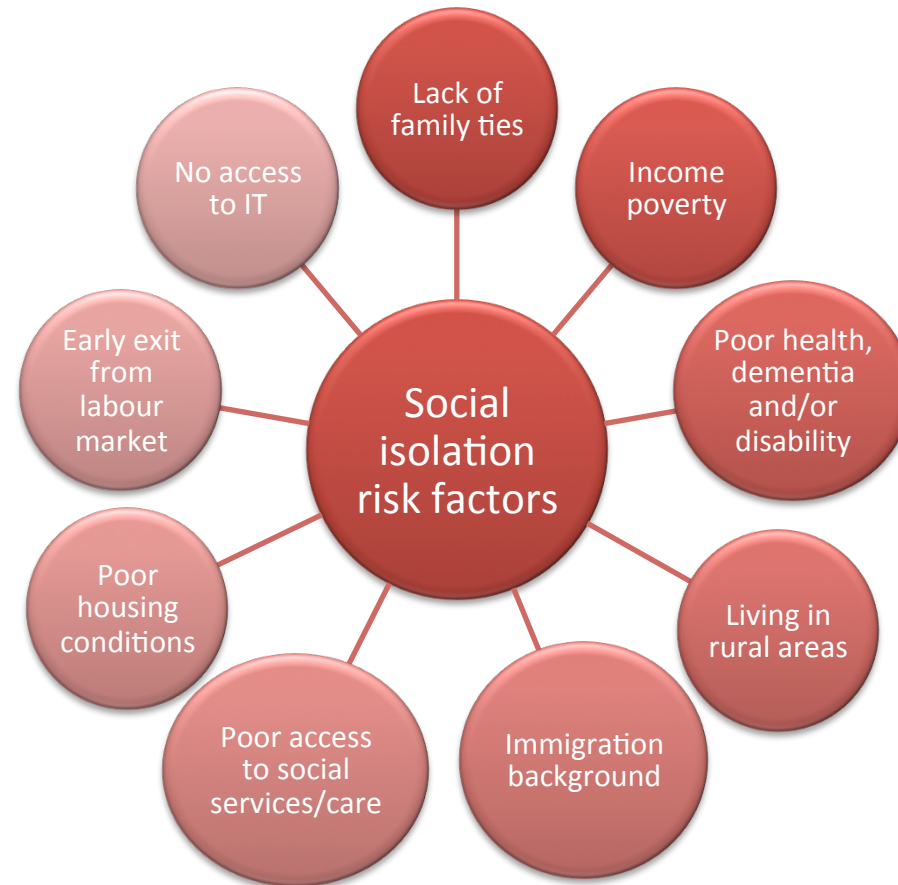 Lack of
family ties
Income
poverty
Poor health,
dementia
and/or
disability
Living in
rural areas
Immigration
background
Poor access
to social
services/care
Poor
housing
conditions
Early exit
from
labour
market
No access
to IT
Social
isolation
risk factors